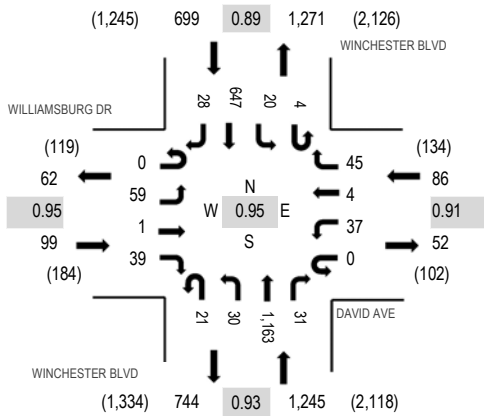 (1,245) 699 0.89 1,271 (2,126)
WINCHESTER BLVD
28 647 20 4
WILLIAMSBURG DR
(119) (134)
0 45
62 86
59 N 4
0.95 W 0.95 E 0.91
1 37
99 S 52
39 0
(184) (102)
21 30 1,163 31
DAVID AVE
WINCHESTER BLVD
(1,334) 744 0.93 1,245 (2,118)